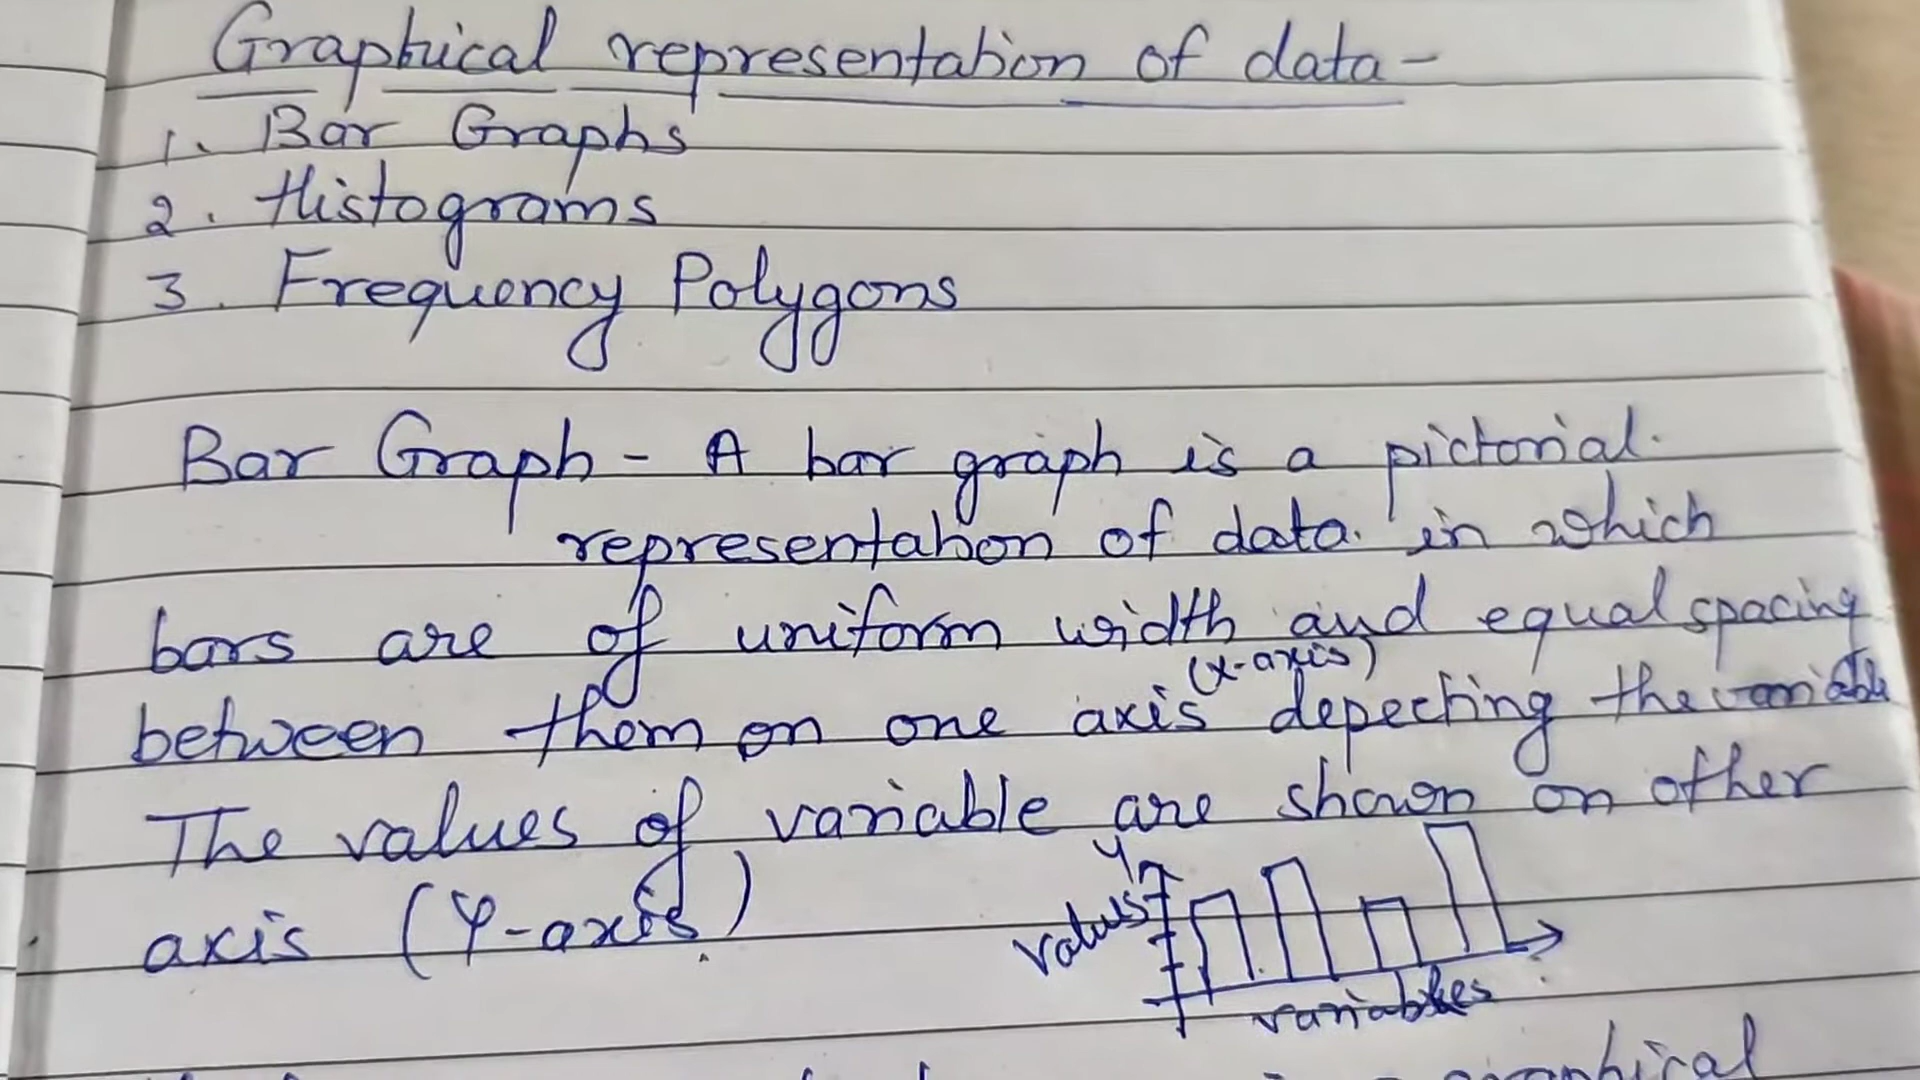 Graphical representation of data-
1. Bar Graphs
2. Histograms
3. Frequency Polygons
Bar Graph - A bar graph is a pictorial
representation of data in which
bars are of uniform width and equal spacing
between them on one axis (x-axis) depecting the variable
The values of variable are shown on other
axis (Y-axis)
Y
values
variables
graphical